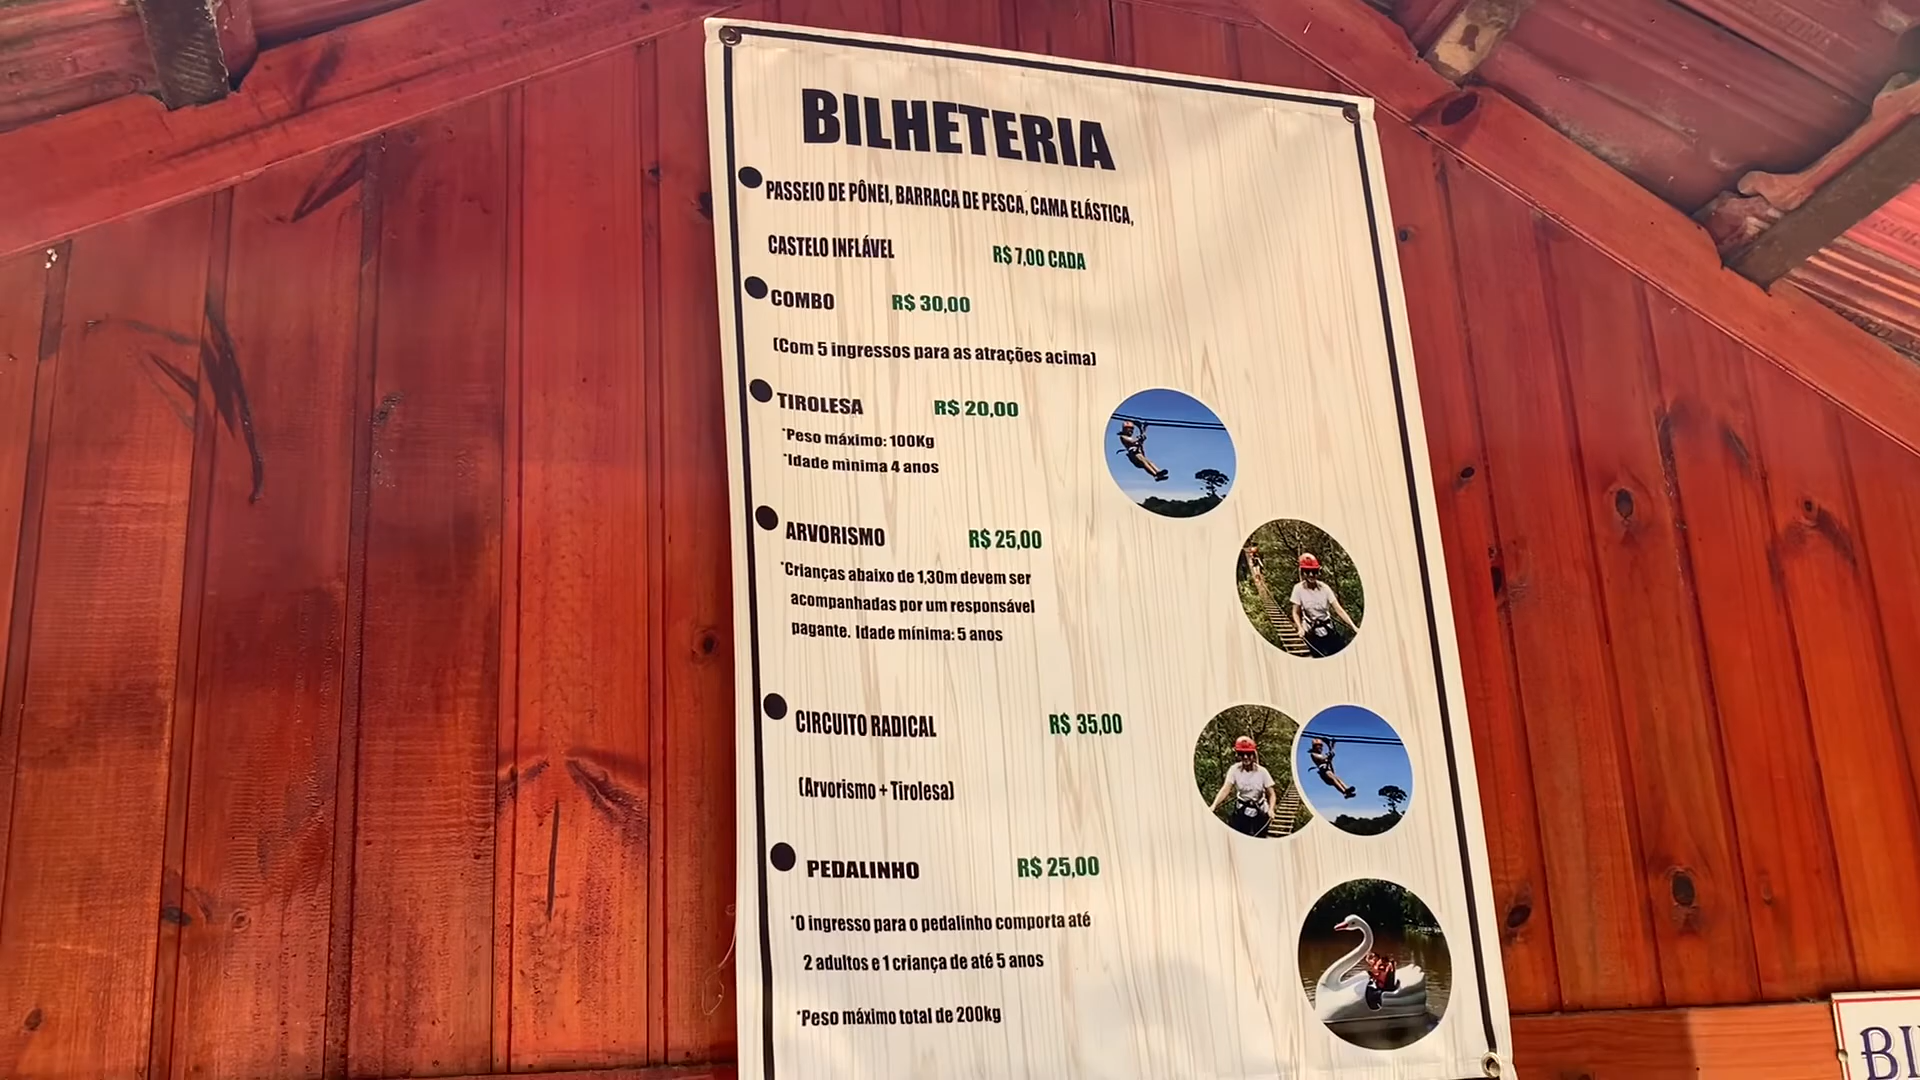 BILHETERIA
PASSEIO DE PÔNEI, BARRACA DE PESCA, CAMA ELÁSTICA,
CASTELO INFLÁVEL R$ 7,00 CADA
COMBO R$ 30,00
(Com 5 ingressos para as atrações acima)
TIROLESA R$ 20,00
*Peso máximo: 100Kg
*Idade mìnima 4 anos
ARVORISMO R$ 25,00
*Crianças abaixo de 1,30m devem ser
acompanhadas por um responsável
pagante. Idade mínima: 5 anos
CIRCUITO RADICAL R$ 35,00
(Arvorismo + Tirolesa)
PEDALINHO R$ 25,00
*O ingresso para o pedalinho comporta até
2 adultos e 1 criança de até 5 anos
*Peso máximo total de 200kg